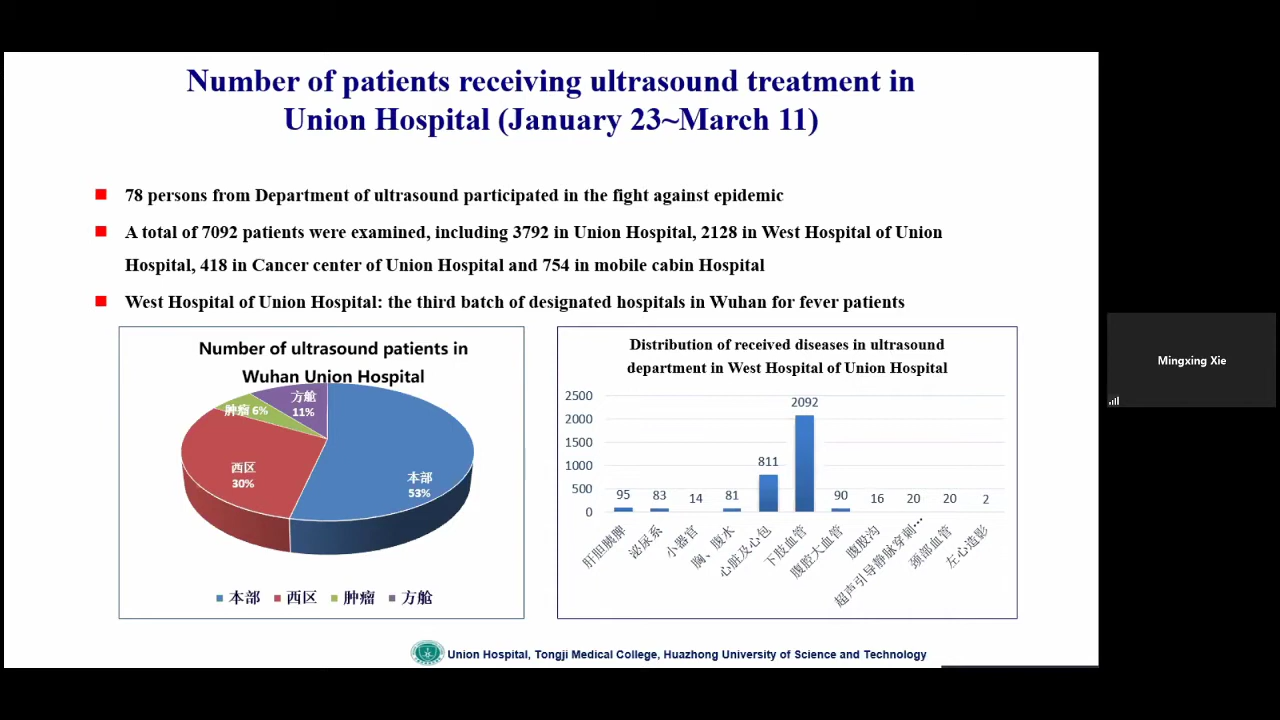 Number of patients receiving ultrasound treatment in
Union Hospital (January 23~March 11)
78 persons from Department of ultrasound participated in the fight against epidemic
A total of 7092 patients were examined, including 3792 in Union Hospital, 2128 in West Hospital of Union
Hospital, 418 in Cancer center of Union Hospital and 754 in mobile cabin Hospital
West Hospital of Union Hospital: the third batch of designated hospitals in Wuhan for fever patients
Number of ultrasound patients in
Wuhan Union Hospital
方舱
11%
肿瘤 6%
西区
30%
本部
53%
本部 西区 肿瘤 方舱
Distribution of received diseases in ultrasound
department in West Hospital of Union Hospital
2500
2000
1500
1000
500
0
95 83 14 81 811 2092 90 16 20 20 2
肝胆胰脾
泌尿系
小器官
胸、腹水
心脏及心包
下肢血管
腹腔大血管
腹股沟
超声引导静脉穿刺…
颈部血管
左心造影
Union Hospital, Tongji Medical College, Huazhong University of Science and Technology
Mingxing Xie